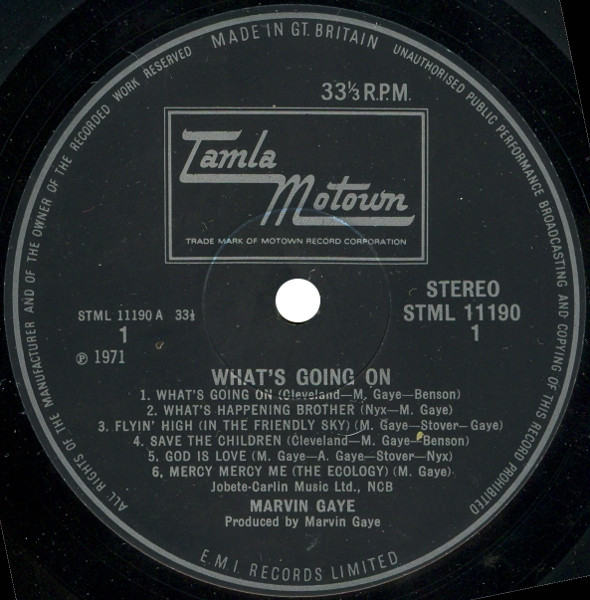 MADE IN GT. BRITAIN
UNAUTHORISED PUBLIC PERFORMANCE BROADCASTING AND COPYING OF THIS RECORD PROHIBITED
ALL RIGHTS OF THE MANUFACTURER AND OF THE OWNER OF THE RECORDED WORK RESERVED
33⅓ R.P.M.
Tamla
Motown
TRADE MARK OF MOTOWN RECORD CORPORATION
STML 11190 A 33⅓
1
℗ 1971
STEREO
STML 11190
1
WHAT'S GOING ON
1. WHAT'S GOING ON (Cleveland—M. Gaye—Benson)
2. WHAT'S HAPPENING BROTHER (Nyx—M. Gaye)
3. FLYIN' HIGH (IN THE FRIENDLY SKY) (M. Gaye—Stover—Gaye)
4. SAVE THE CHILDREN (Cleveland—M. Gaye—Benson)
5. GOD IS LOVE (M. Gaye—A. Gaye—Stover—Nyx)
6, MERCY MERCY ME (THE ECOLOGY) (M. Gaye)
Jobete-Carlin Music Ltd., NCB
MARVIN GAYE
Produced by Marvin Gaye
E.M.I. RECORDS LIMITED